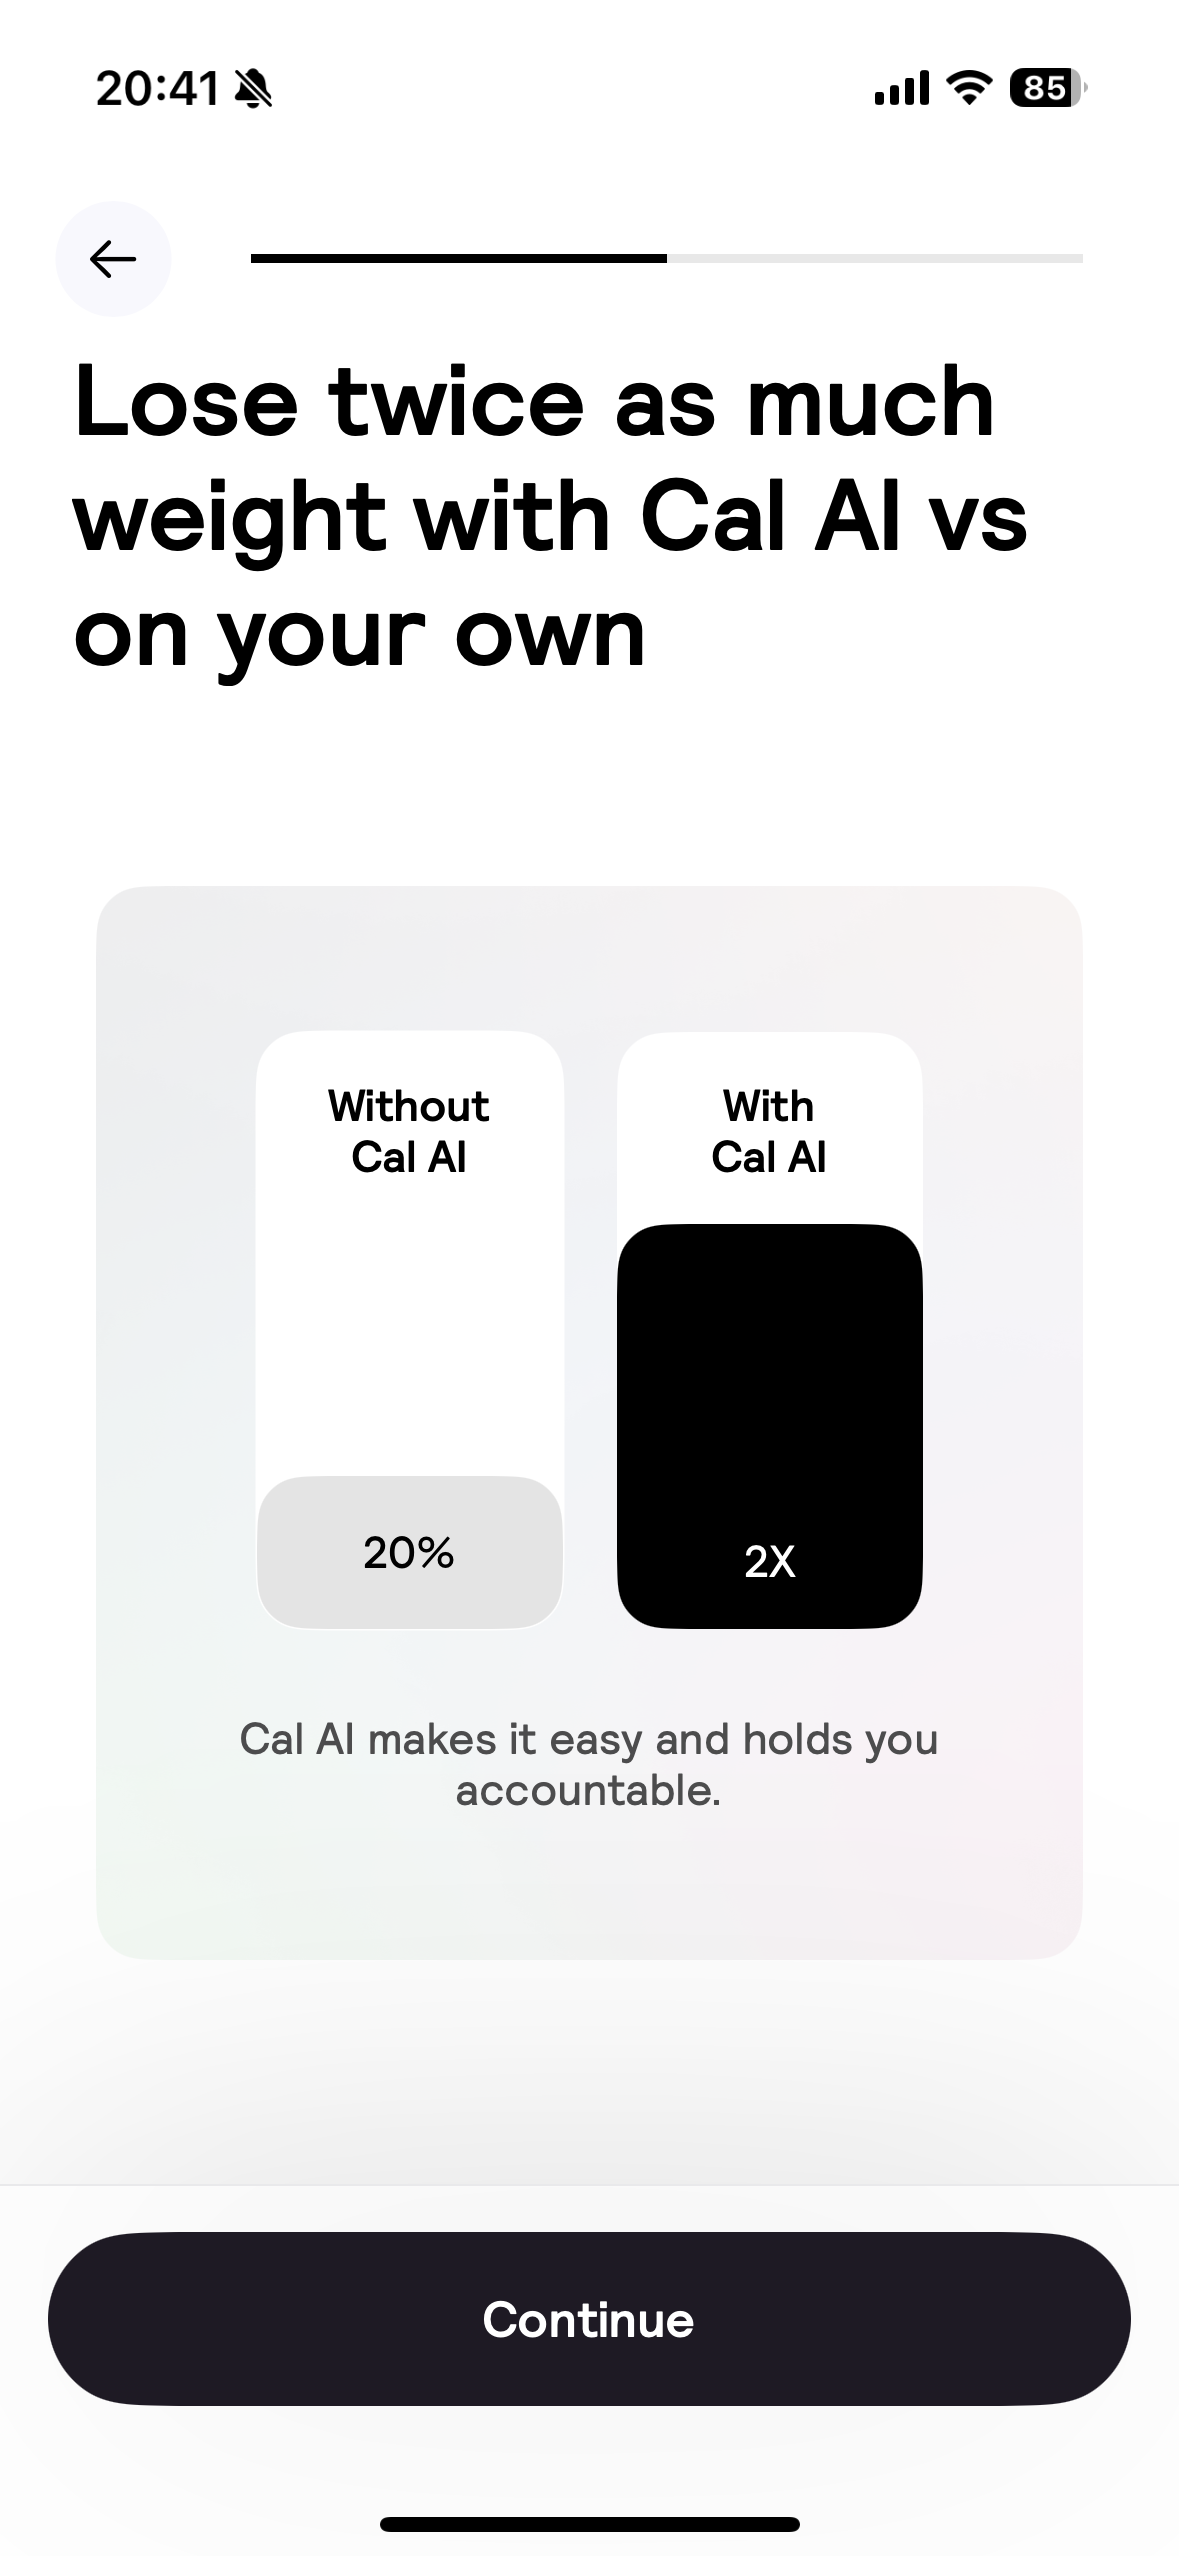 20:41
85
Lose twice as much
weight with Cal AI vs
on your own
Without
Cal AI
With
Cal AI
20%
2X
Cal AI makes it easy and holds you
accountable.
Continue